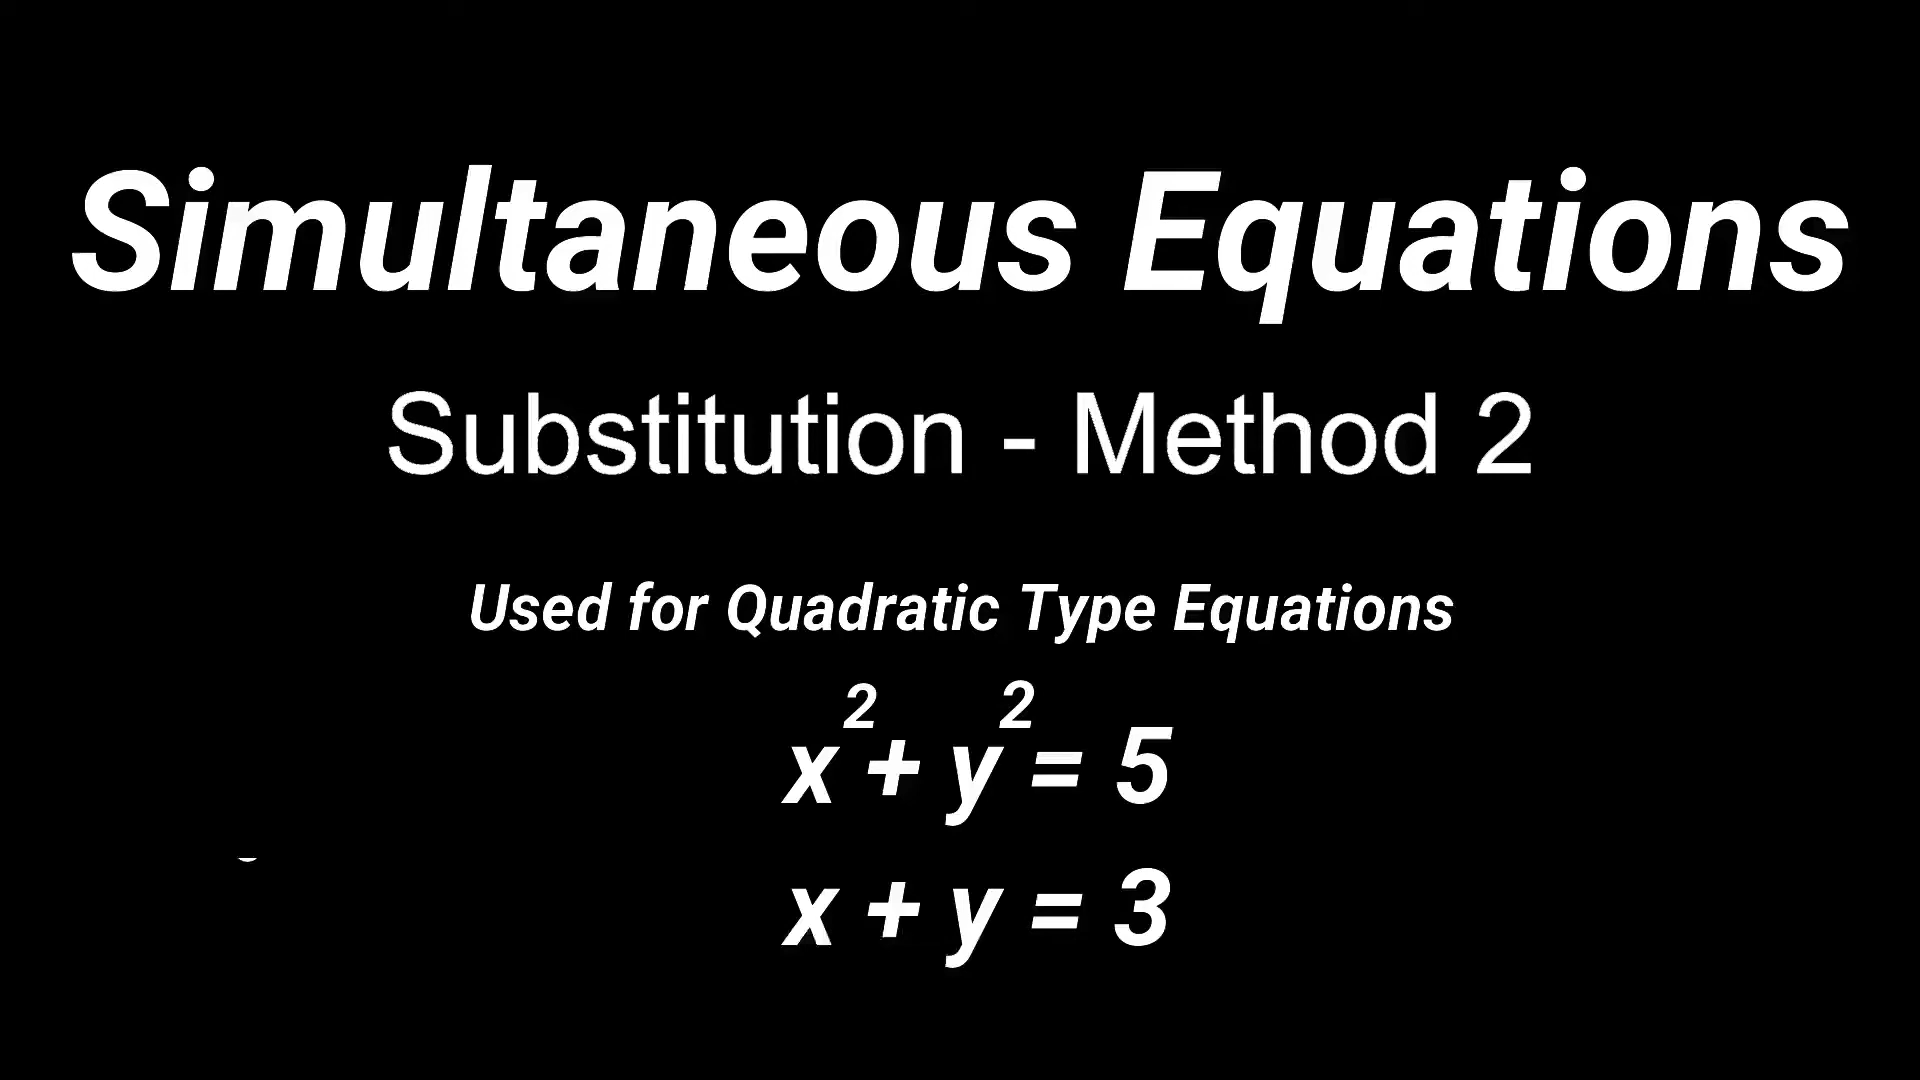 Simultaneous Equations
Substitution - Method 2
Used for Quadratic Type Equations
x² + y² = 5
x + y = 3